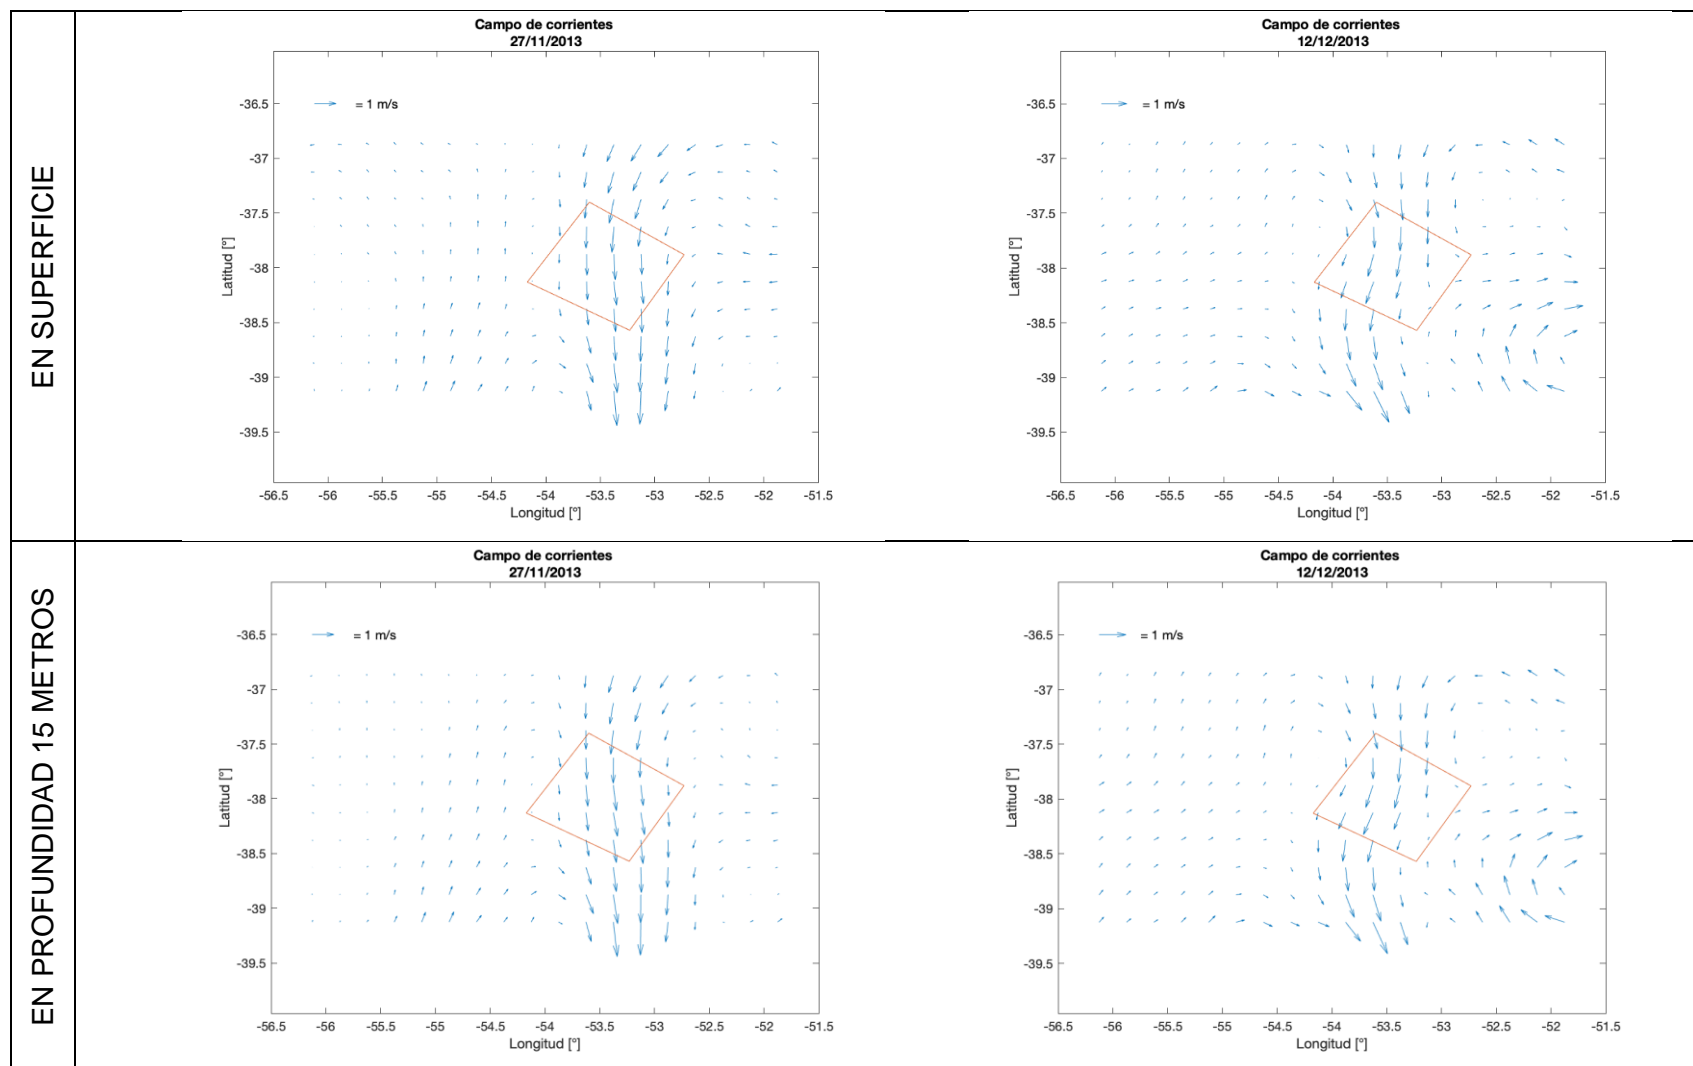 EN SUPERFICIE
Campo de corrientes
27/11/2013
= 1 m/s
-36.5
-37
-37.5
-38
-38.5
-39
-39.5
Latitud [°]
-56.5 -56 -55.5 -55 -54.5 -54 -53.5 -53 -52.5 -52 -51.5
Longitud [°]
Campo de corrientes
12/12/2013
= 1 m/s
-36.5
-37
-37.5
-38
-38.5
-39
-39.5
Latitud [°]
-56.5 -56 -55.5 -55 -54.5 -54 -53.5 -53 -52.5 -52 -51.5
Longitud [°]
EN PROFUNDIDAD 15 METROS
Campo de corrientes
27/11/2013
= 1 m/s
-36.5
-37
-37.5
-38
-38.5
-39
-39.5
Latitud [°]
-56.5 -56 -55.5 -55 -54.5 -54 -53.5 -53 -52.5 -52 -51.5
Longitud [°]
Campo de corrientes
12/12/2013
= 1 m/s
-36.5
-37
-37.5
-38
-38.5
-39
-39.5
Latitud [°]
-56.5 -56 -55.5 -55 -54.5 -54 -53.5 -53 -52.5 -52 -51.5
Longitud [°]